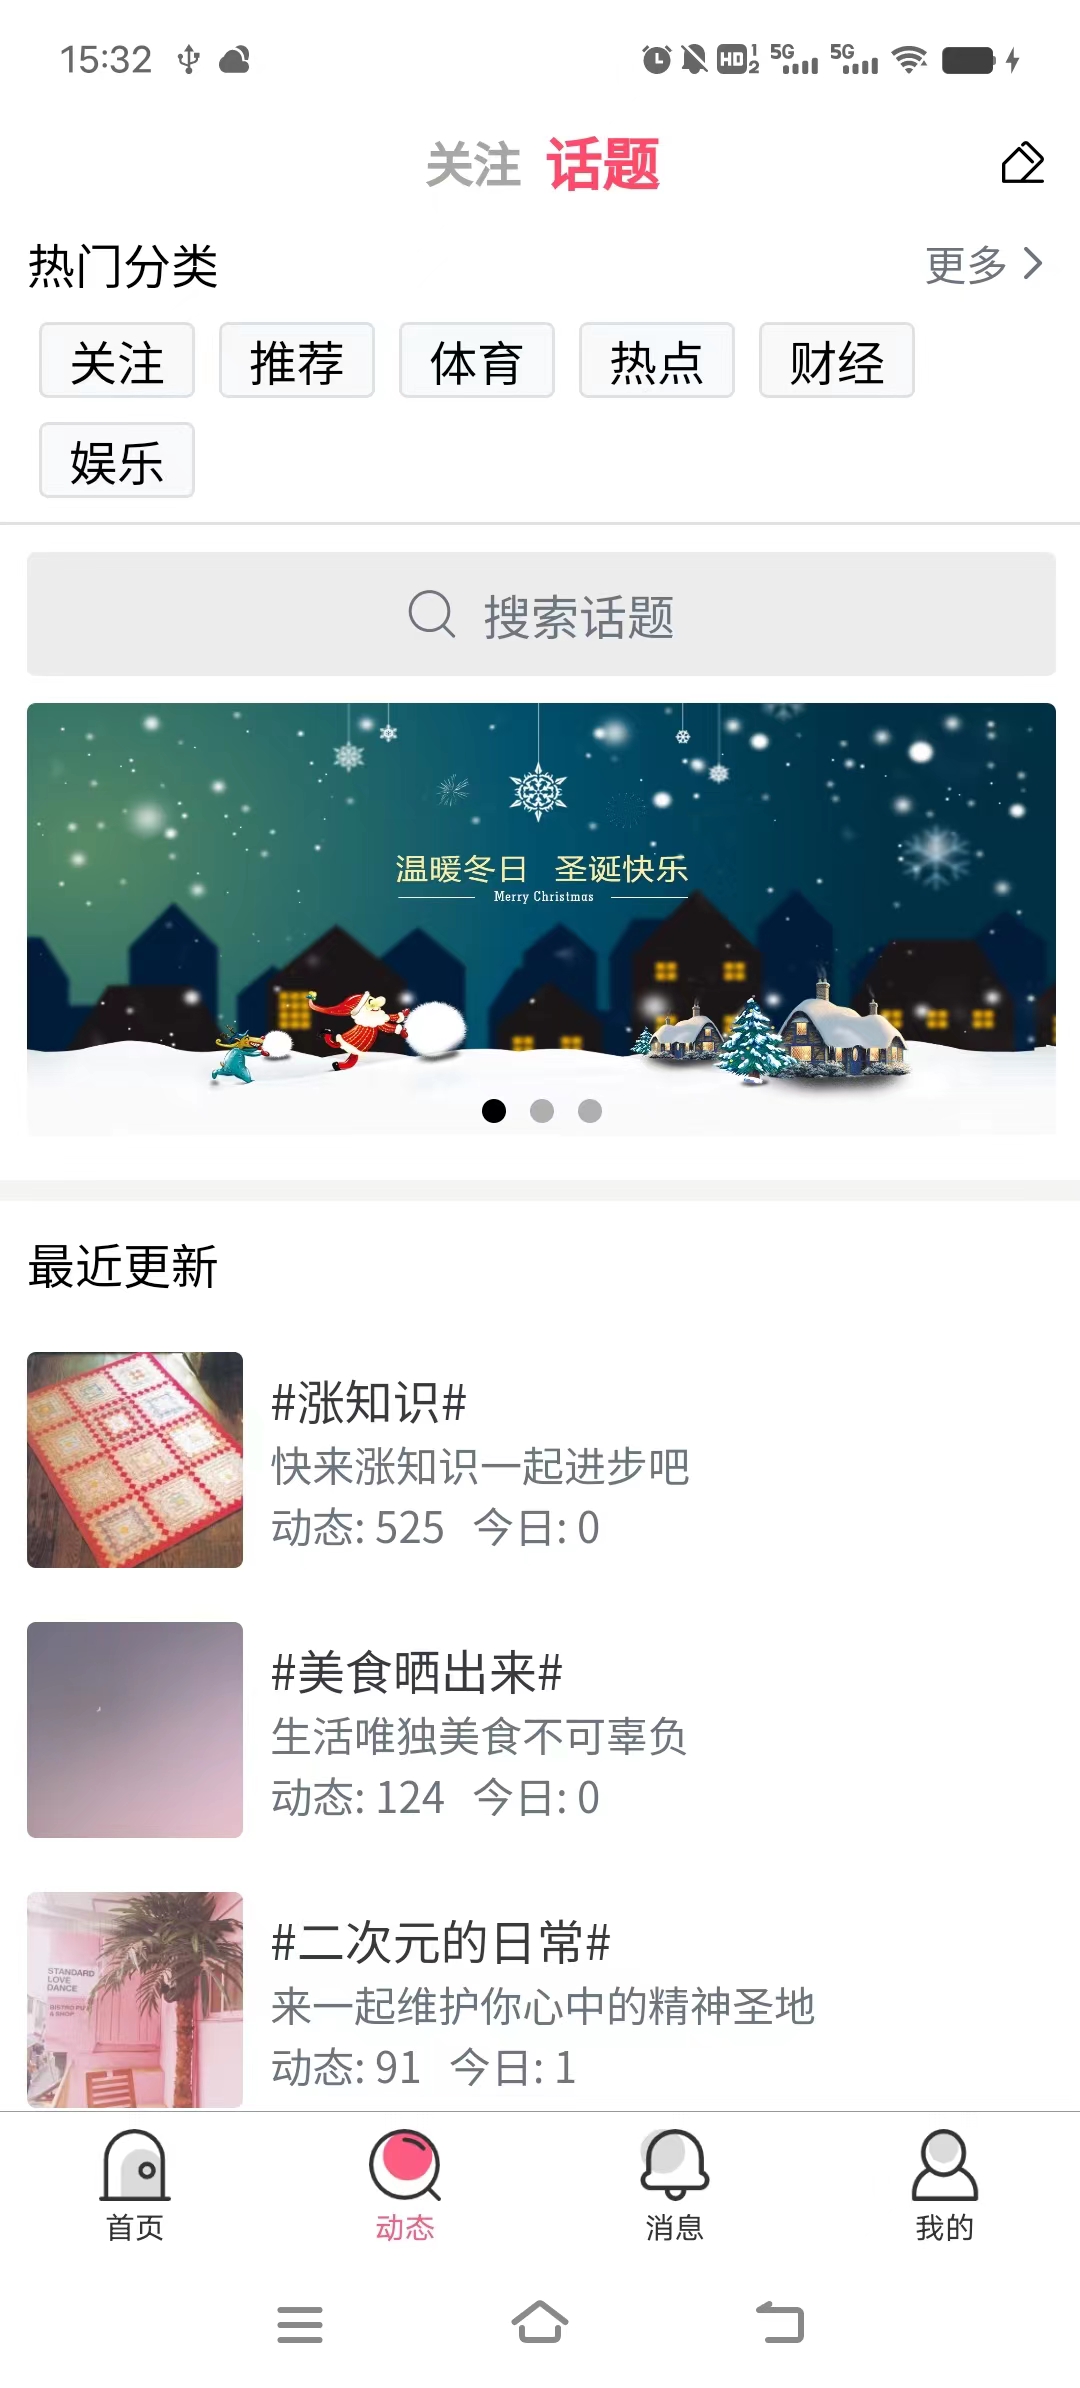 15:32
HD 1 2 5G 5G
关注 话题
热门分类
更多
关注 推荐 体育 热点 财经
娱乐
搜索话题
温暖冬日 圣诞快乐
Merry Christmas
最近更新
#涨知识#
快来涨知识一起进步吧
动态: 525 今日: 0
#美食晒出来#
生活唯独美食不可辜负
动态: 124 今日: 0
STANDARD
LOVE
DANCE
#二次元的日常#
来一起维护你心中的精神圣地
动态: 91 今日: 1
首页 动态 消息 我的